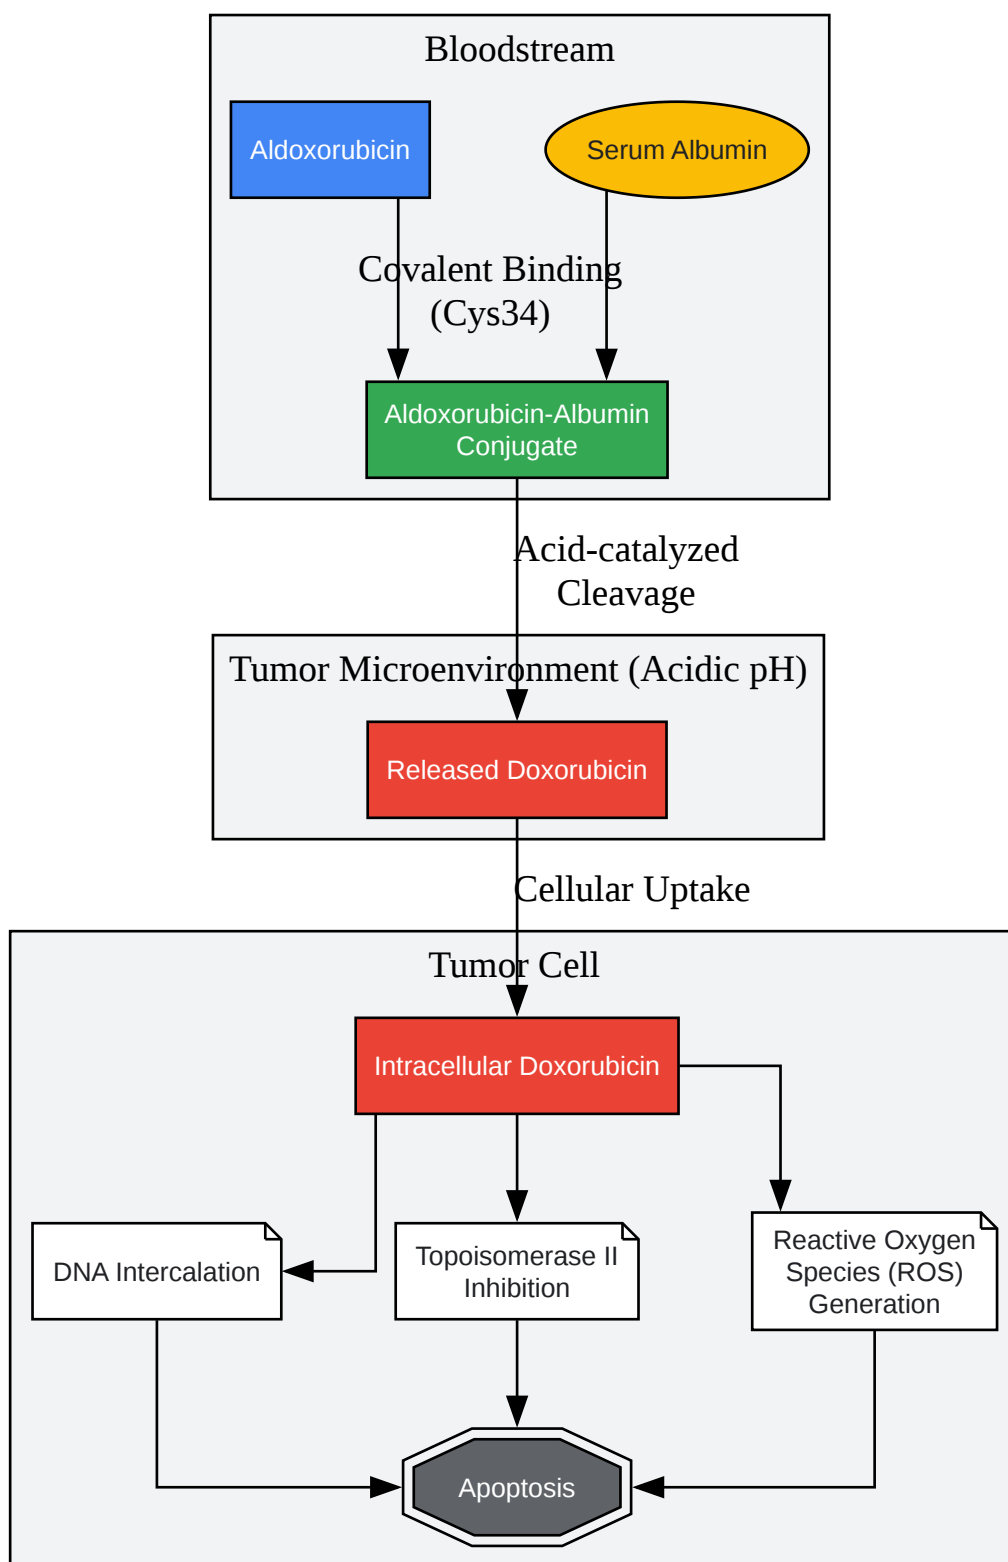 Bloodstream
Aldoxorubicin
Serum Albumin
Covalent Binding
(Cys34)
Aldoxorubicin-Albumin
Conjugate
Acid-catalyzed
Cleavage
Tumor Microenvironment (Acidic pH)
Released Doxorubicin
Cellular Uptake
Tumor Cell
Intracellular Doxorubicin
DNA Intercalation
Topoisomerase II
Inhibition
Reactive Oxygen
Species (ROS)
Generation
Apoptosis